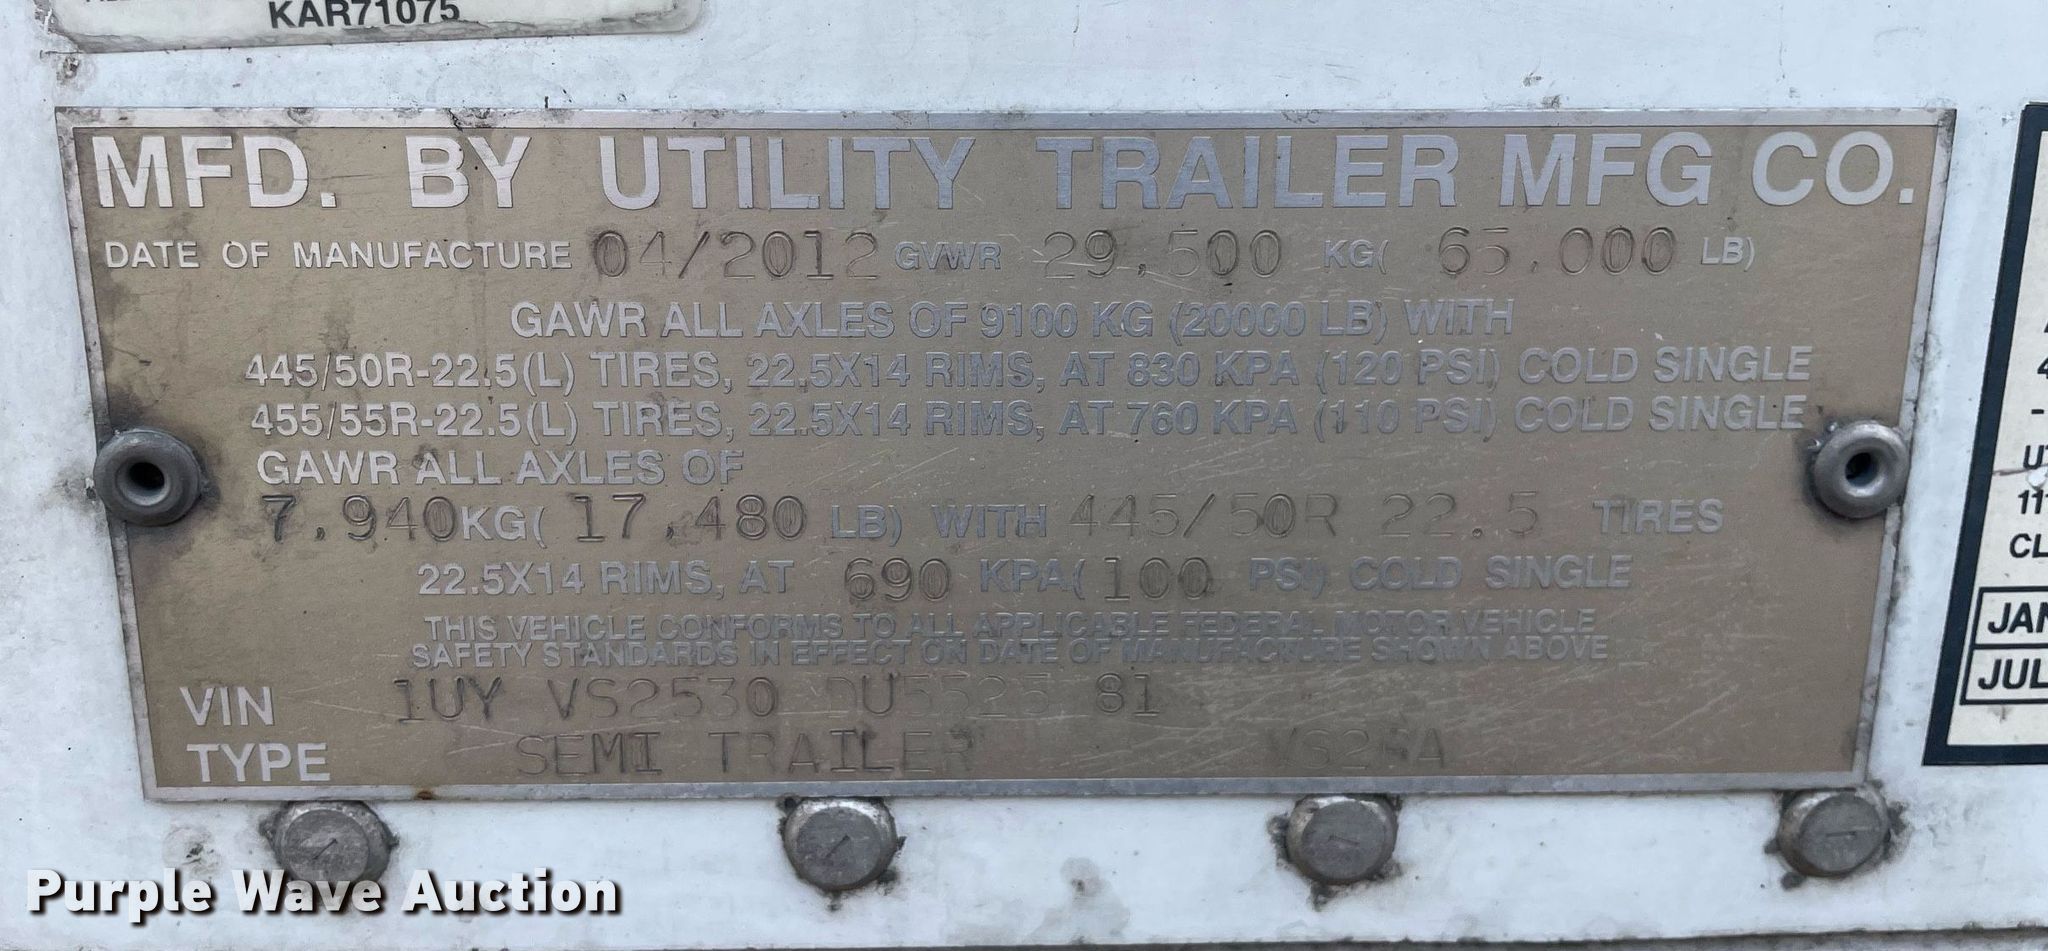 KAR71075
MFD. BY UTILITY TRAILER MFG CO.
DATE OF MANUFACTURE 04/2012 GVWR 29,500 KG( 65,000 LB)
GAWR ALL AXLES OF 9100 KG (20000 LB) WITH
445/50R-22.5(L) TIRES, 22.5X14 RIMS, AT 830 KPA (120 PSI) COLD SINGLE
455/55R-22.5(L) TIRES, 22.5X14 RIMS, AT 760 KPA (110 PSI) COLD SINGLE
GAWR ALL AXLES OF
7,940KG( 17,480 LB) WITH 445/50R 22.5 TIRES
22.5X14 RIMS, AT 690 KPA( 100 PSI) COLD SINGLE
THIS VEHICLE CONFORMS TO ALL APPLICABLE FEDERAL MOTOR VEHICLE
SAFETY STANDARDS IN EFFECT ON DATE OF MANUFACTURE SHOWN ABOVE
VIN 1UY VS2530 DU5525 81
TYPE SEMI TRAILER
JAN
JUL
Purple Wave Auction